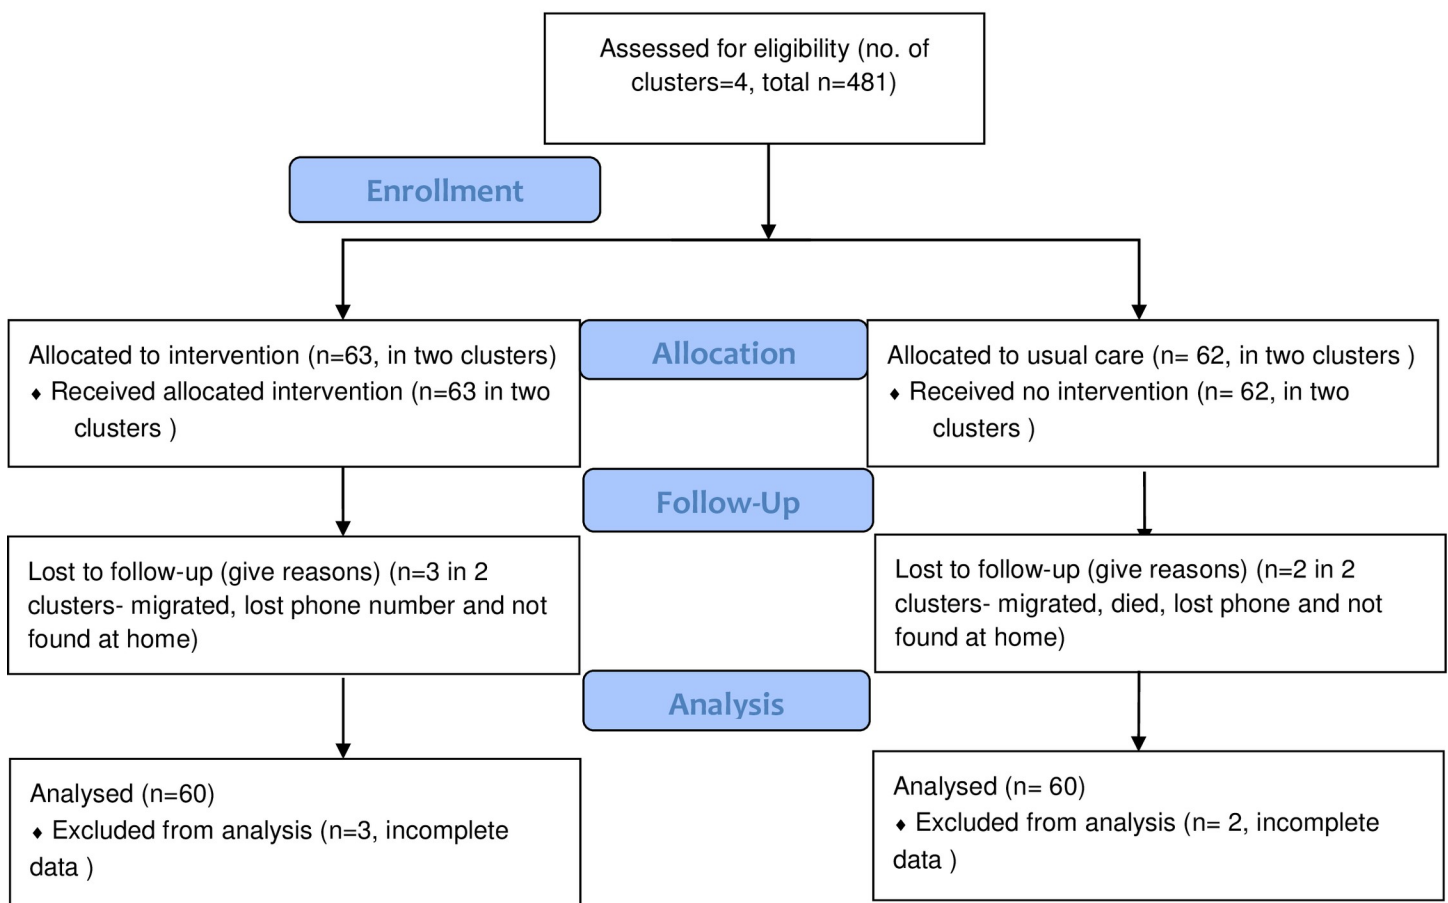 Assessed for eligibility (no. of
clusters=4, total n=481)
Enrollment
Allocated to intervention (n=63, in two clusters)
♦ Received allocated intervention (n=63 in two
clusters )
Allocation
Allocated to usual care (n= 62, in two clusters )
♦ Received no intervention (n= 62, in two
clusters )
Follow-Up
Lost to follow-up (give reasons) (n=3 in 2
clusters- migrated, lost phone number and not
found at home)
Lost to follow-up (give reasons) (n=2 in 2
clusters- migrated, died, lost phone and not
found at home)
Analysis
Analysed (n=60)
♦ Excluded from analysis (n=3, incomplete
data )
Analysed (n= 60)
♦ Excluded from analysis (n= 2, incomplete
data )